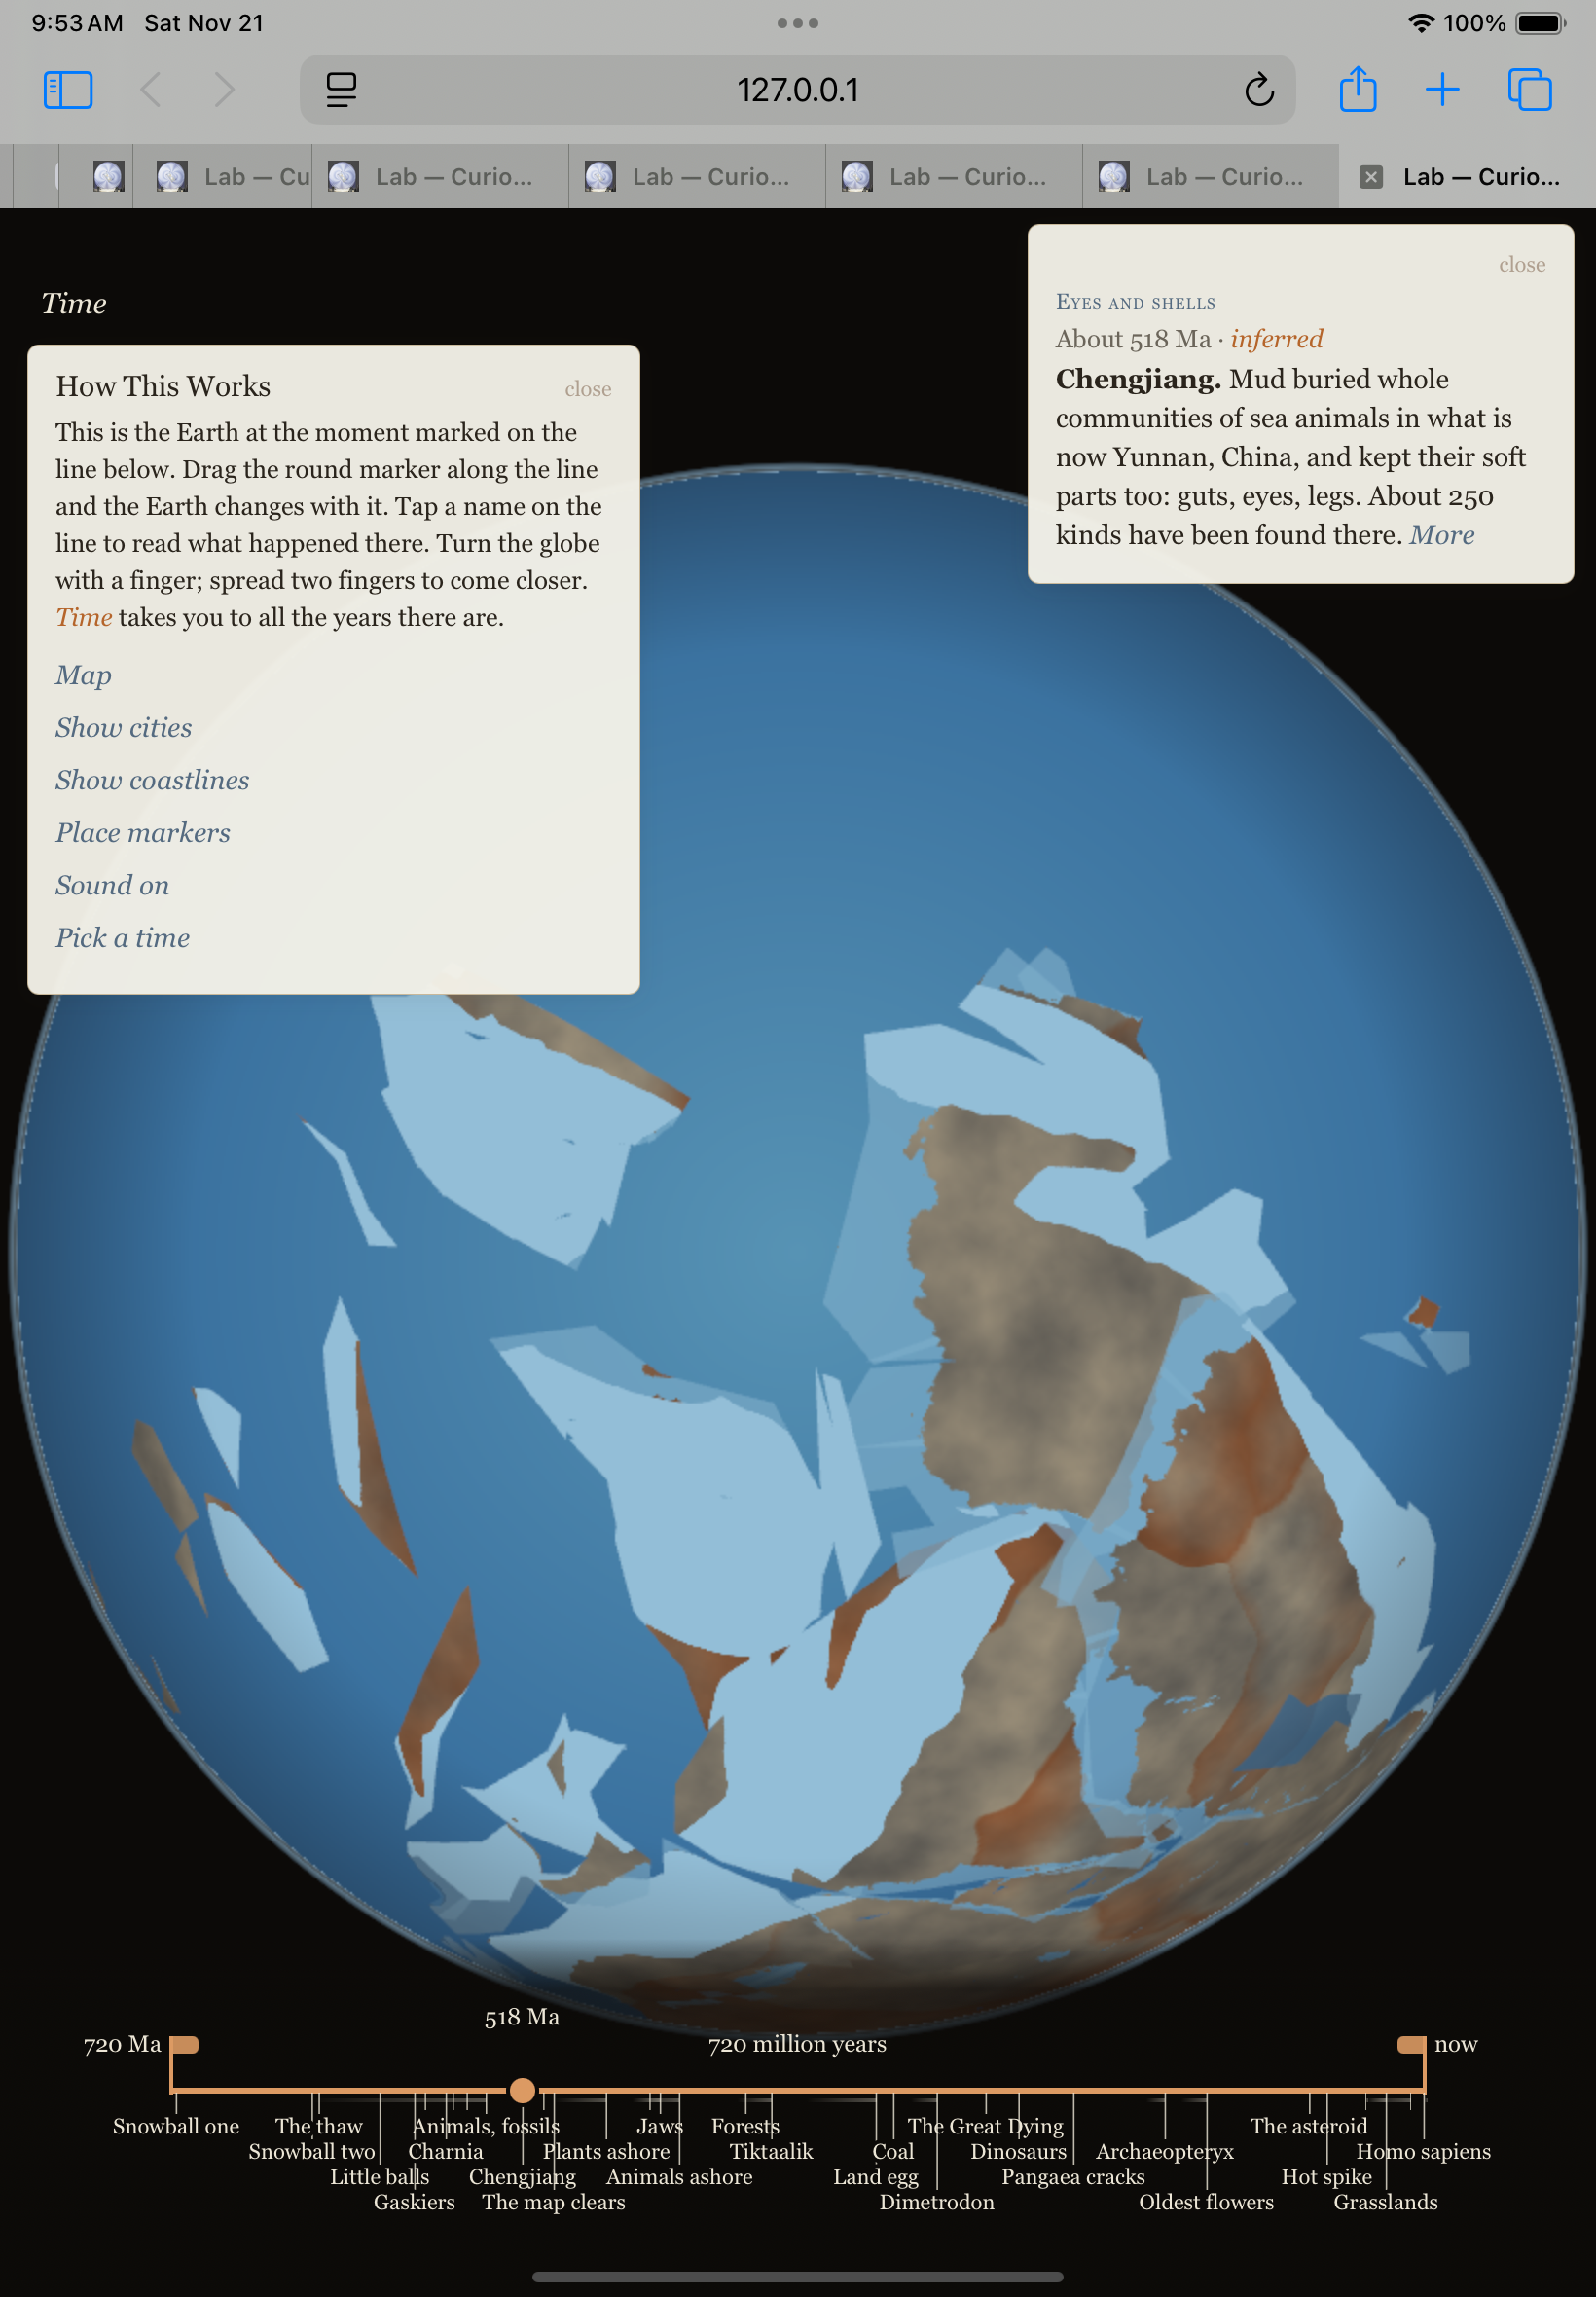 9:53 AM Sat Nov 21
100%
127.0.0.1
Lab — Cu
Lab — Curio...
Lab — Curio...
Lab — Curio...
Lab — Curio...
Lab — Curio...
Time
How This Works
close
This is the Earth at the moment marked on the
line below. Drag the round marker along the line
and the Earth changes with it. Tap a name on the
line to read what happened there. Turn the globe
with a finger; spread two fingers to come closer.
Time takes you to all the years there are.
Map
Show cities
Show coastlines
Place markers
Sound on
Pick a time
close
Eyes and shells
About 518 Ma · inferred
Chengjiang. Mud buried whole
communities of sea animals in what is
now Yunnan, China, and kept their soft
parts too: guts, eyes, legs. About 250
kinds have been found there. More
518 Ma
720 Ma
720 million years
now
Snowball one The thaw Animals, fossils Jaws Forests The Great Dying The asteroid
Snowball two Charnia Plants ashore Tiktaalik Coal Dinosaurs Archaeopteryx Homo sapiens
Little balls Chengjiang Animals ashore Land egg Pangaea cracks Hot spike
Gaskiers The map clears Dimetrodon Oldest flowers Grasslands